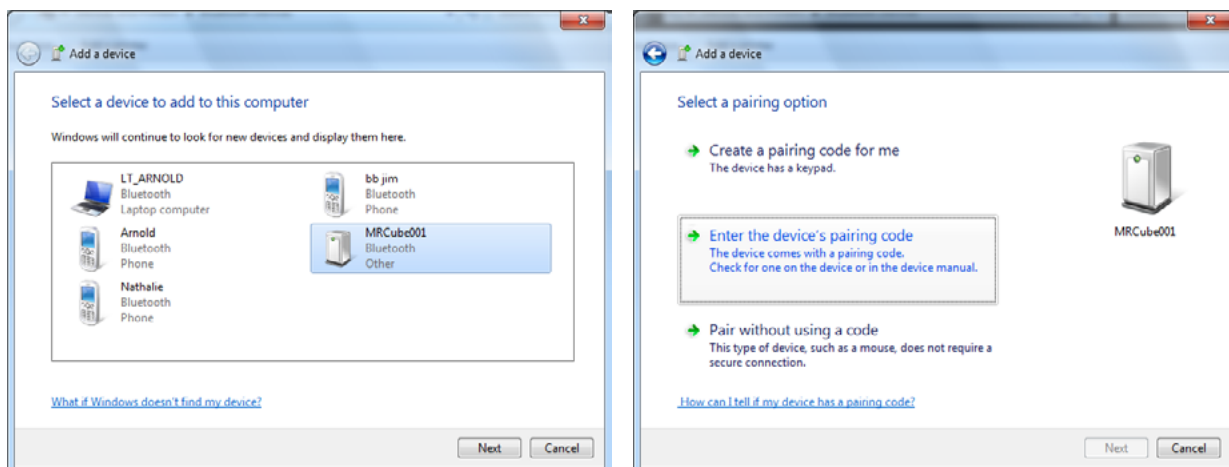 Add a device
Select a device to add to this computer
Windows will continue to look for new devices and display them here.
LT_ARNOLD
Bluetooth
Laptop computer
Arnold
Bluetooth
Phone
Nathalie
Bluetooth
Phone
bb jim
Bluetooth
Phone
MRCube001
Bluetooth
Other
What if Windows doesn't find my device?
Next
Cancel
Add a device
Select a pairing option
Create a pairing code for me
The device has a keypad.
Enter the device's pairing code
The device comes with a pairing code.
Check for one on the device or in the device manual.
Pair without using a code
This type of device, such as a mouse, does not require a
secure connection.
MRCube001
How can I tell if my device has a pairing code?
Next
Cancel